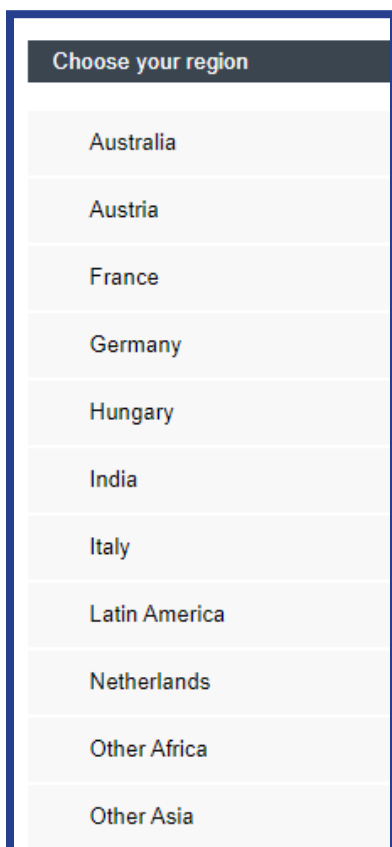 Choose your region
Australia
Austria
France
Germany
Hungary
India
Italy
Latin America
Netherlands
Other Africa
Other Asia